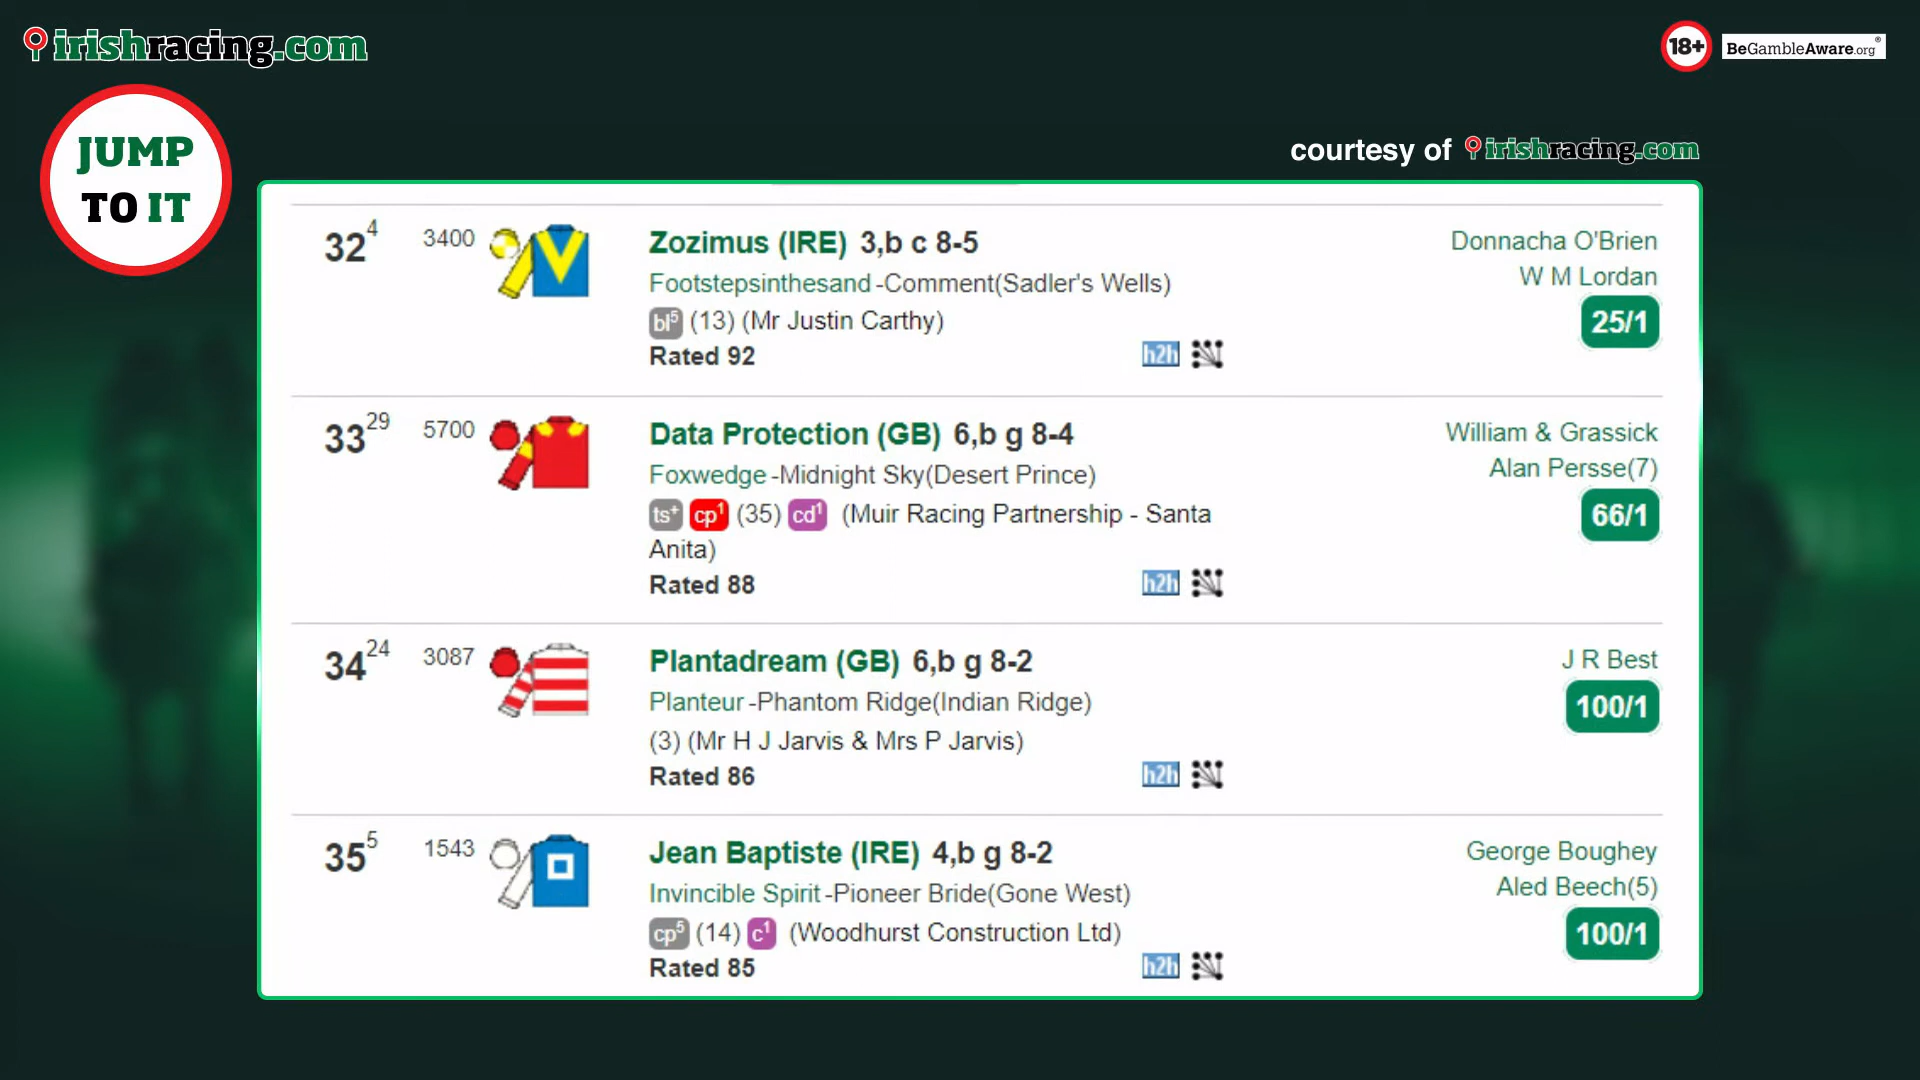 irishracing.com
18+ BeGambleAware.org®
JUMP
TO IT
courtesy of irishracing.com
32 4 3400 Zozimus (IRE) 3,b c 8-5 Donnacha O'Brien
Footstepsinthesand -Comment(Sadler's Wells) W M Lordan
bl5 (13) (Mr Justin Carthy) 25/1
Rated 92 h2h
33 29 5700 Data Protection (GB) 6,b g 8-4 William & Grassick
Foxwedge -Midnight Sky(Desert Prince) Alan Persse(7)
ts+ cp1 (35) cd1 (Muir Racing Partnership - Santa 66/1
Anita)
Rated 88 h2h
34 24 3087 Plantadream (GB) 6,b g 8-2 J R Best
Planteur -Phantom Ridge(Indian Ridge) 100/1
(3) (Mr H J Jarvis & Mrs P Jarvis)
Rated 86 h2h
35 5 1543 Jean Baptiste (IRE) 4,b g 8-2 George Boughey
Invincible Spirit -Pioneer Bride(Gone West) Aled Beech(5)
cp5 (14) c1 (Woodhurst Construction Ltd) 100/1
Rated 85 h2h